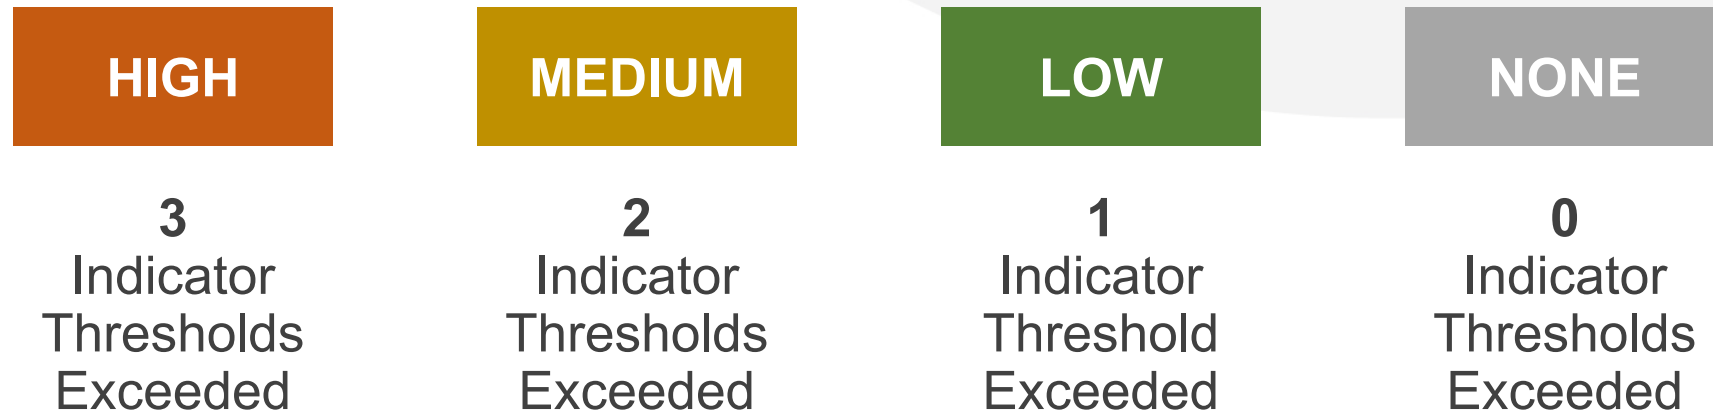 HIGH
3
Indicator
Thresholds
Exceeded
MEDIUM
2
Indicator
Thresholds
Exceeded
LOW
1
Indicator
Threshold
Exceeded
NONE
0
Indicator
Thresholds
Exceeded